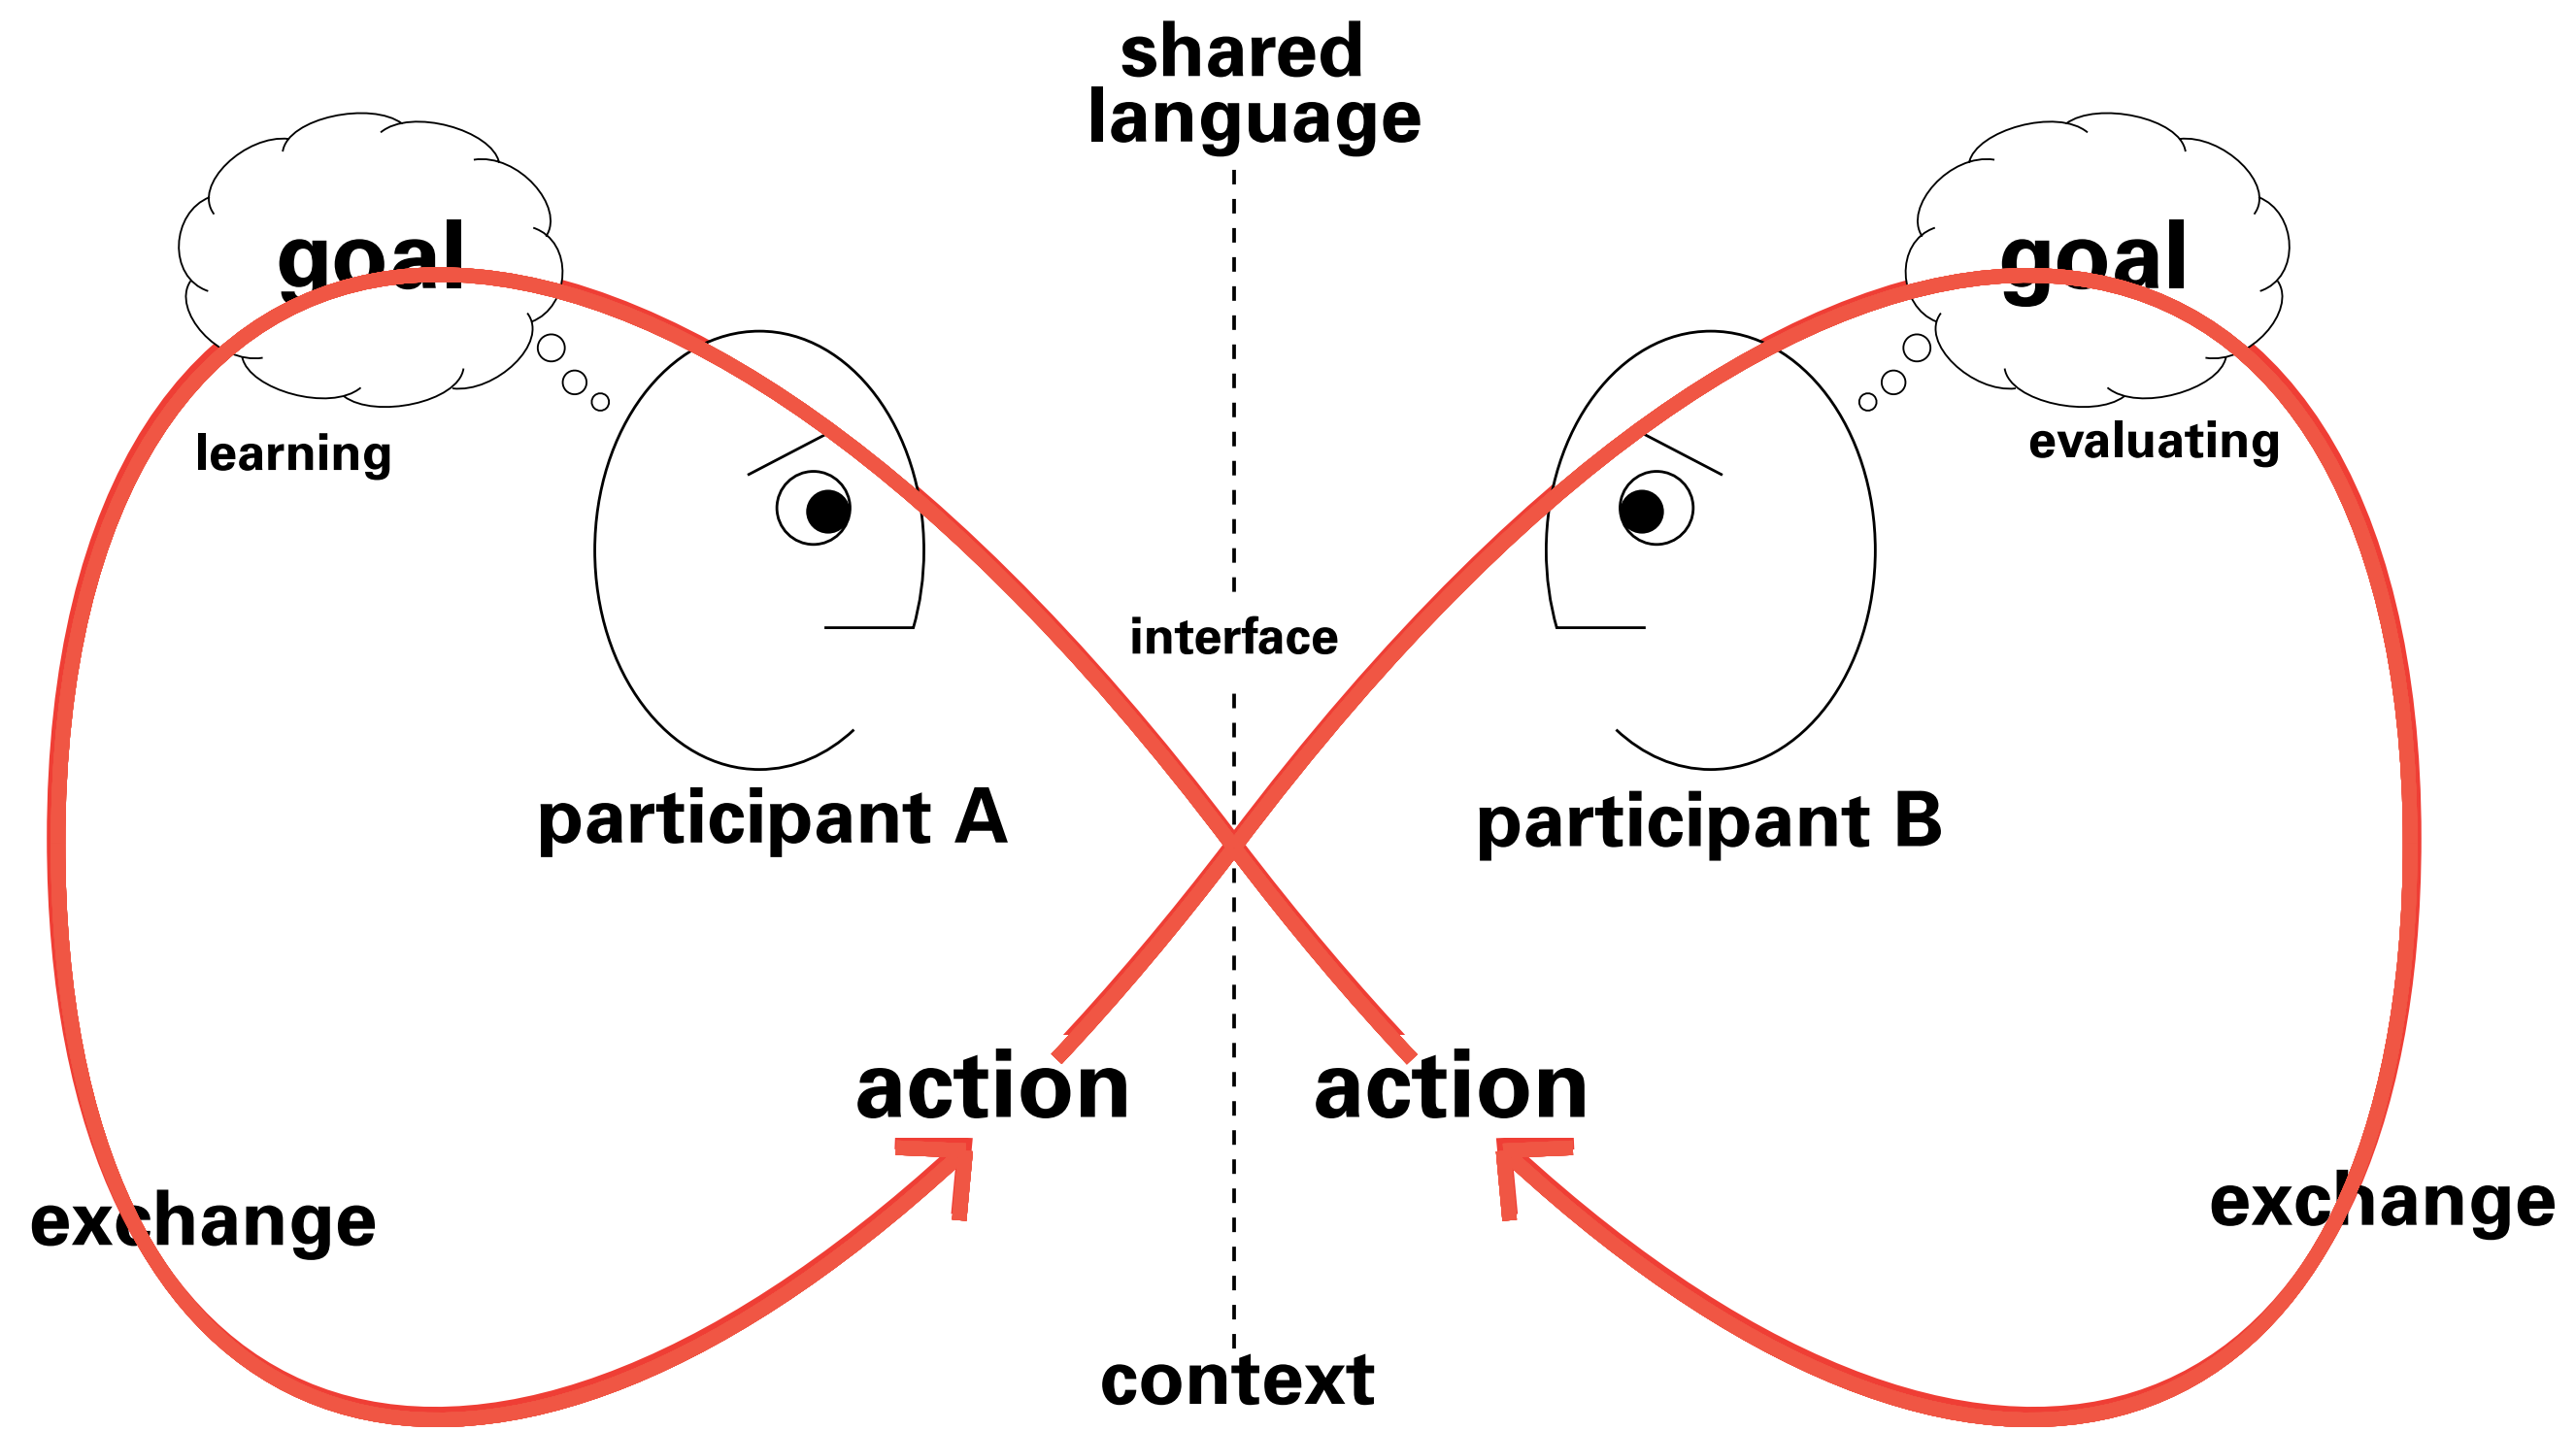 shared
language
goal
goal
learning
evaluating
interface
participant A
participant B
action
action
exchange
exchange
context